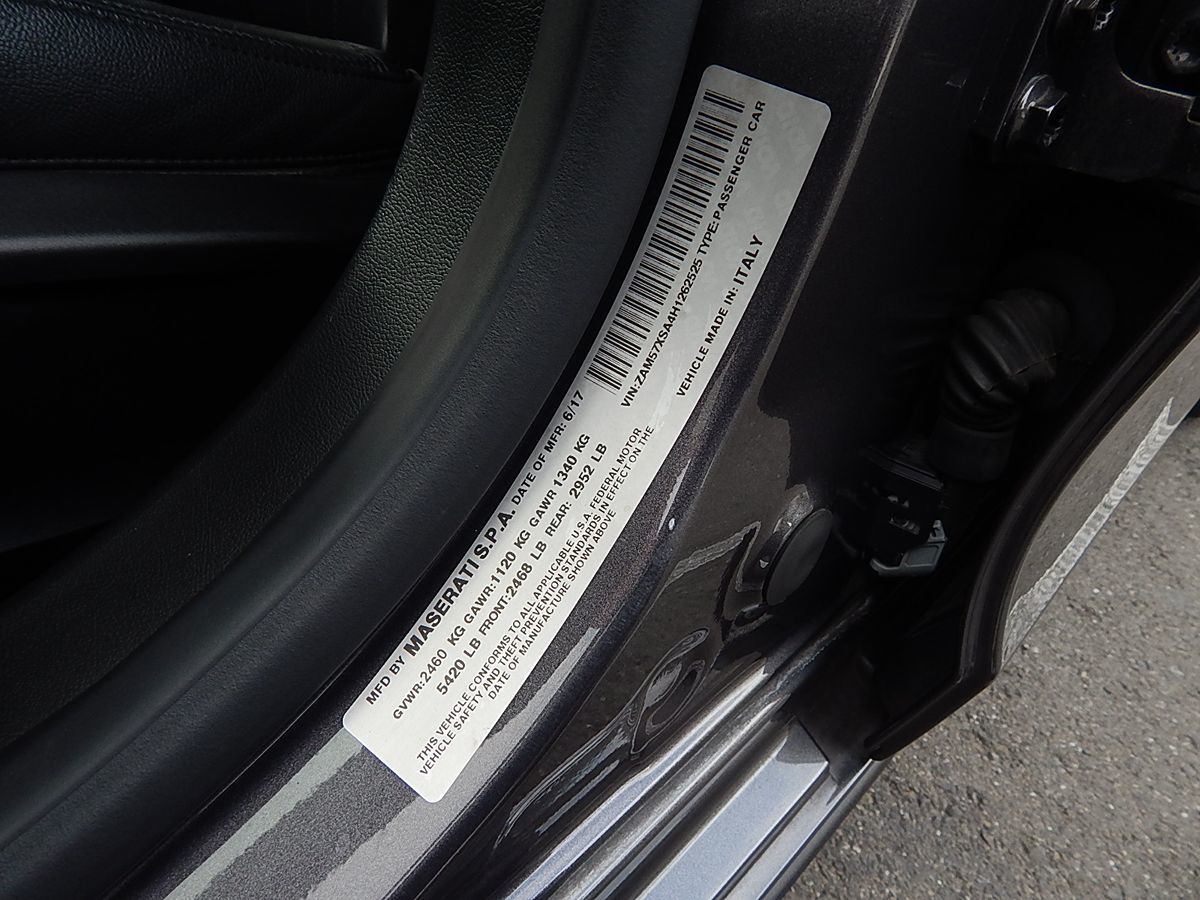 MFD BY MASERATI S.P.A. DATE OF MFR: 6/17
GVWR:2460 KG GAWR:1120 KG GAWR 1340 KG
5420 LB FRONT:2468 LB REAR: 2952 LB
THIS VEHICLE CONFORMS TO ALL APPLICABLE U.S.A. FEDERAL MOTOR
VEHICLE SAFETY AND THEFT PREVENTION STANDARDS IN EFFECT ON THE
DATE OF MANUFACTURE SHOWN ABOVE
VIN:ZAM57XSA4H1262525 TYPE:PASSENGER CAR
VEHICLE MADE IN: ITALY